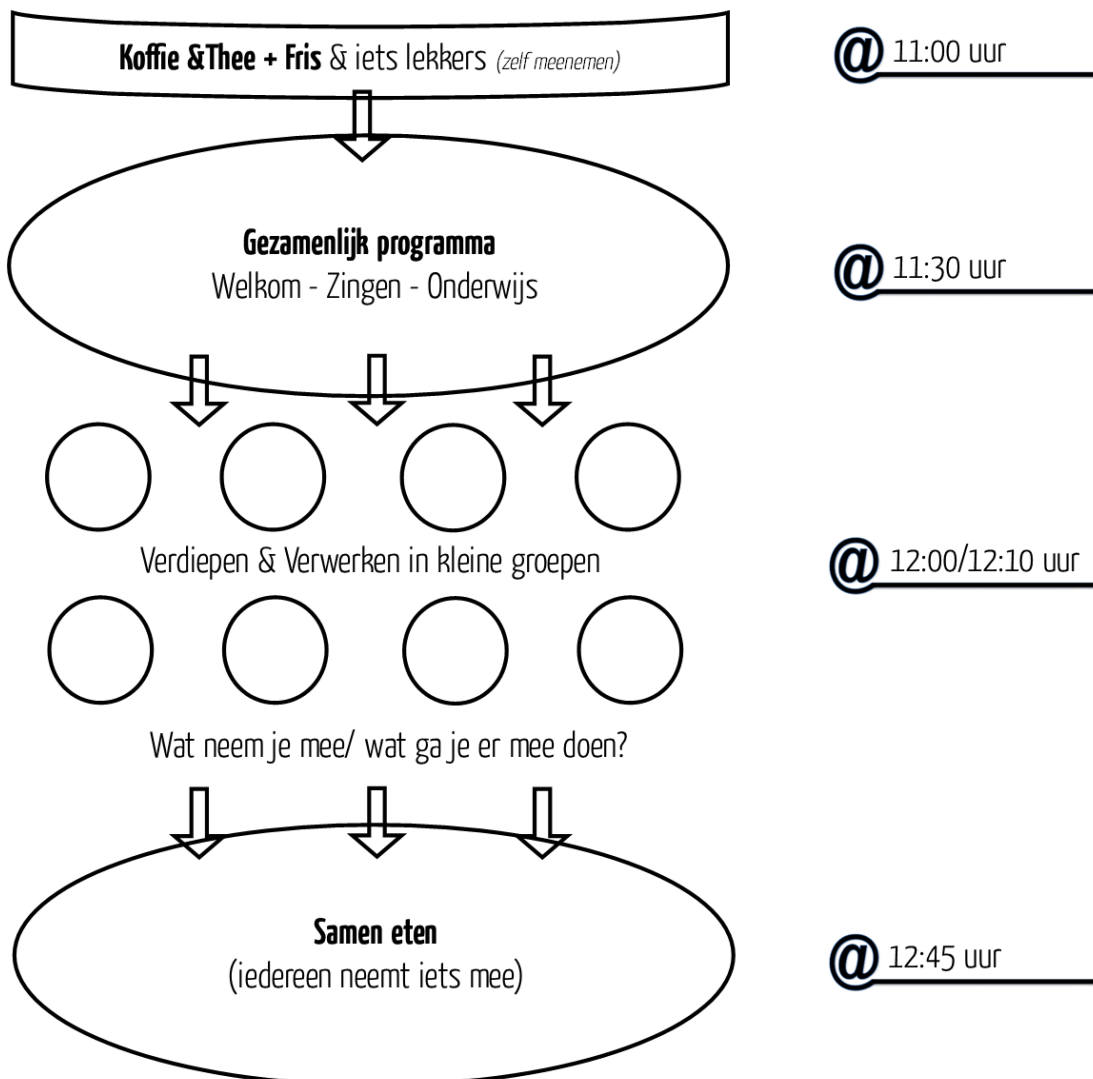 Koffie &Thee + Fris & iets lekkers (zelf meenemen)
@ 11:00 uur
Gezamenlijk programma
Welkom - Zingen - Onderwijs
@ 11:30 uur
Verdiepen & Verwerken in kleine groepen
@ 12:00/12:10 uur
Wat neem je mee/ wat ga je er mee doen?
Samen eten
(iedereen neemt iets mee)
@ 12:45 uur